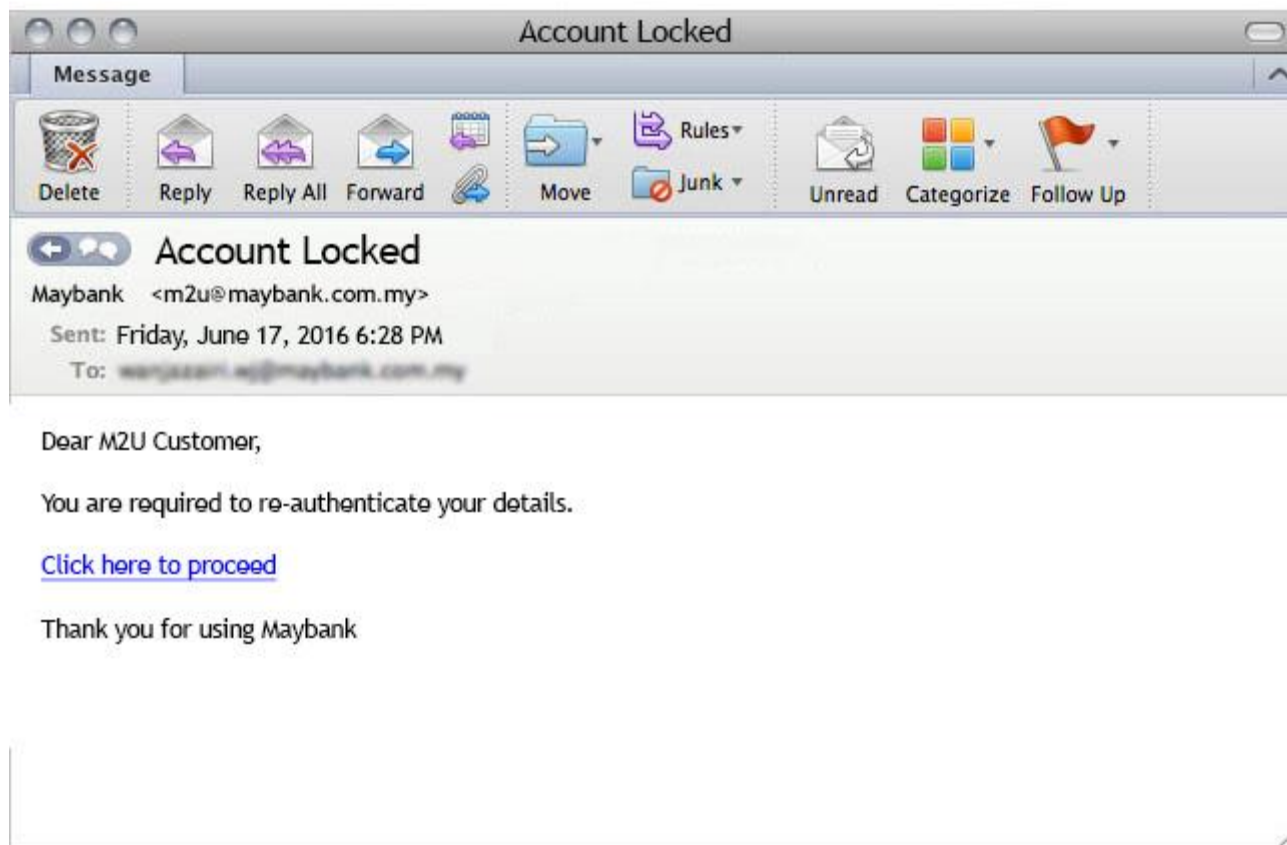 Account Locked
Message
Delete
Reply
Reply All
Forward
Move
Rules
Junk
Unread
Categorize
Follow Up
Account Locked
Maybank <m2u@maybank.com.my>
Sent: Friday, June 17, 2016 6:28 PM
To:
Dear M2U Customer,
You are required to re-authenticate your details.
Click here to proceed
Thank you for using Maybank